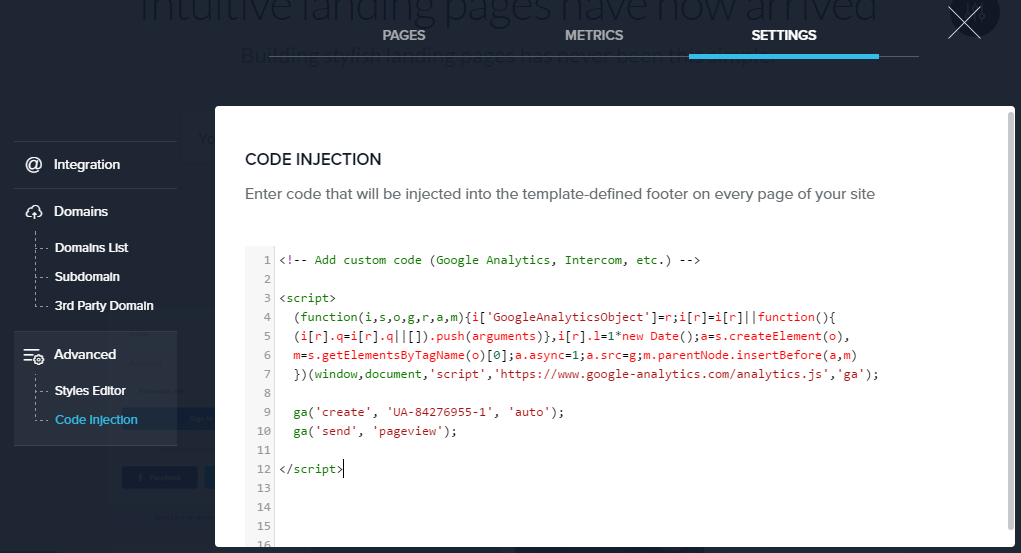 Intuitive landing pages have now arrived
Building stylish landing pages has never been this simple.
PAGES
METRICS
SETTINGS
@ Integration
Domains
Domains List
Subdomain
3rd Party Domain
Advanced
Styles Editor
Code Injection
CODE INJECTION
Enter code that will be injected into the template-defined footer on every page of your site
1 <!-- Add custom code (Google Analytics, Intercom, etc.) -->
2
3 <script>
4 (function(i,s,o,g,r,a,m){i['GoogleAnalyticsObject']=r;i[r]=i[r]||function(){
5 (i[r].q=i[r].q||[]).push(arguments)},i[r].l=1*new Date();a=s.createElement(o),
6 m=s.getElementsByTagName(o)[0];a.async=1;a.src=g;m.parentNode.insertBefore(a,m)
7 })(window,document,'script','https://www.google-analytics.com/analytics.js','ga');
8
9 ga('create', 'UA-84276955-1', 'auto');
10 ga('send', 'pageview');
11
12 </script>
13
14
15
16